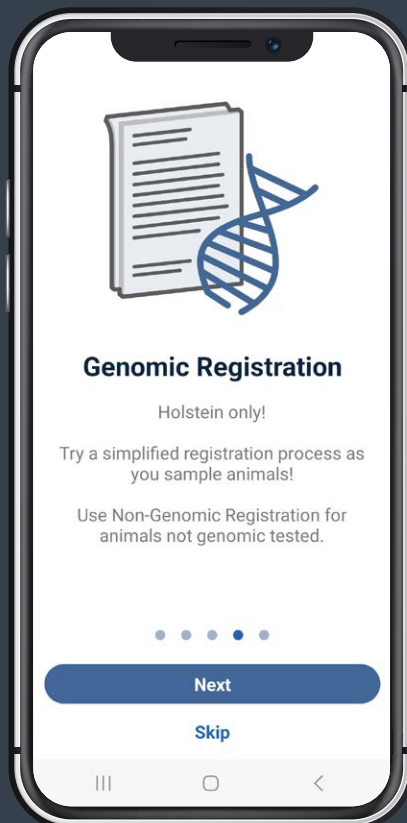 Genomic Registration
Holstein only!
Try a simplified registration process as
you sample animals!
Use Non-Genomic Registration for
animals not genomic tested.
Next
Skip